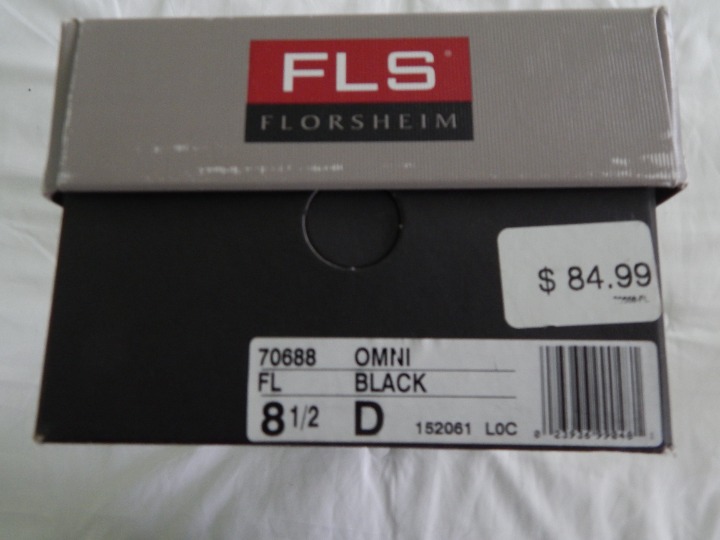 FLS
FLORSHEIM
$ 84.99
70688 OMNI
FL BLACK
8 1/2 D 152061 LOC